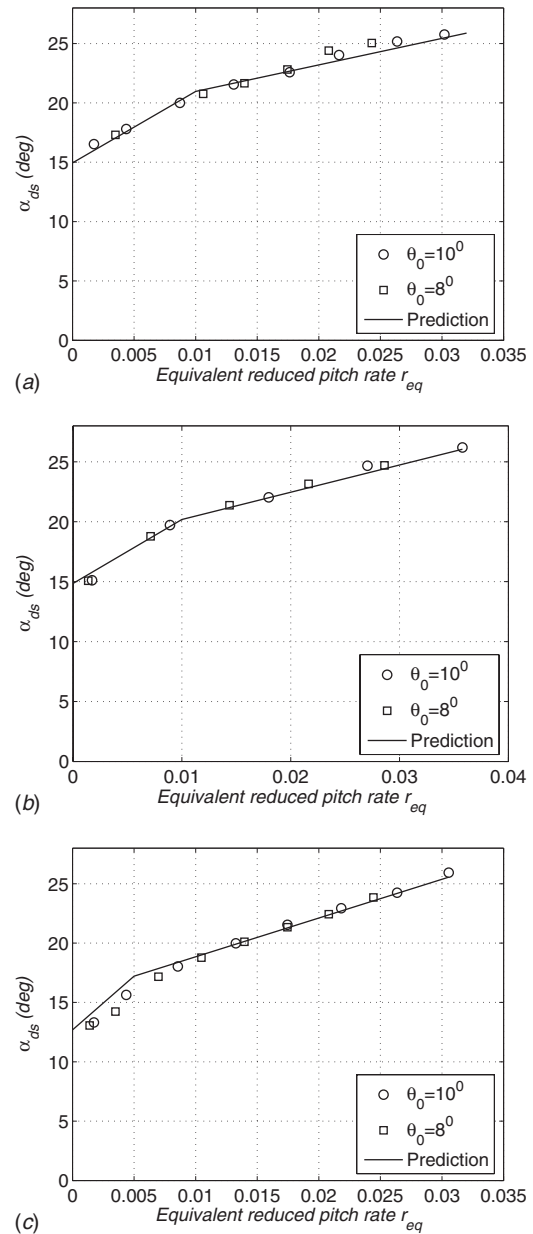 25
20
15
10
5
0
α_ds (deg)
θ_0=10^0
θ_0=8^0
Prediction
0 0.005 0.01 0.015 0.02 0.025 0.03 0.035
(a) Equivalent reduced pitch rate r_eq
25
20
15
10
5
0
α_ds (deg)
θ_0=10^0
θ_0=8^0
Prediction
0 0.01 0.02 0.03 0.04
(b) Equivalent reduced pitch rate r_eq
25
20
15
10
5
0
α_ds (deg)
θ_0=10^0
θ_0=8^0
Prediction
0 0.005 0.01 0.015 0.02 0.025 0.03 0.035
(c) Equivalent reduced pitch rate r_eq